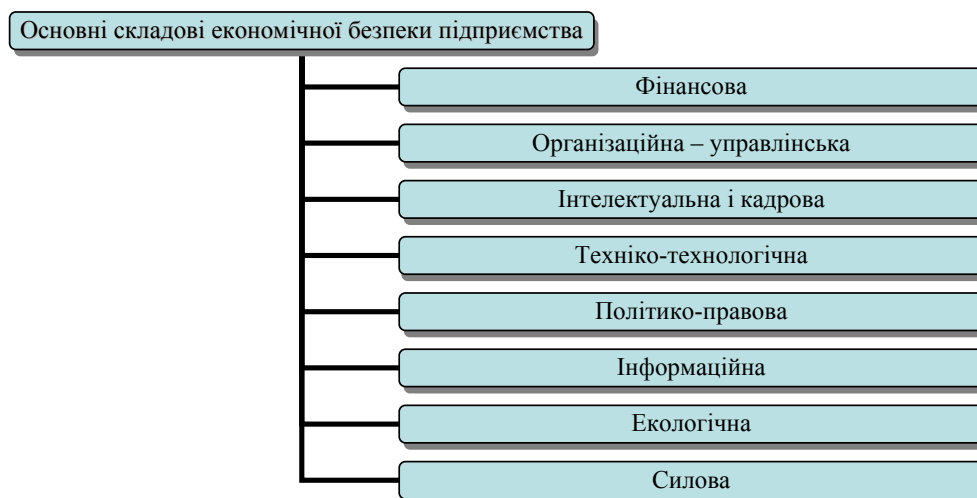 Основні складові економічної безпеки підприємства
Фінансова
Організаційна – управлінська
Інтелектуальна і кадрова
Техніко-технологічна
Політико-правова
Інформаційна
Екологічна
Силова